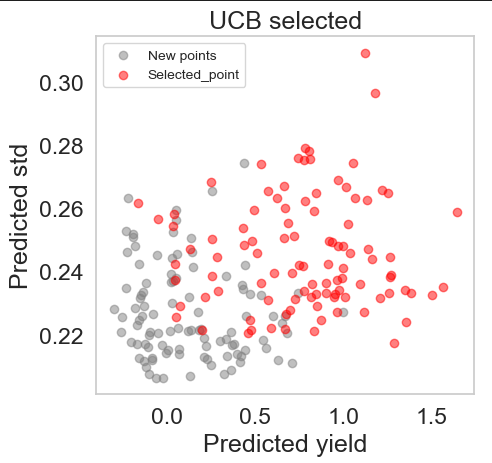 UCB selected
New points
Selected_point
0.30
0.28
0.26
0.24
0.22
Predicted std
0.0 0.5 1.0 1.5
Predicted yield